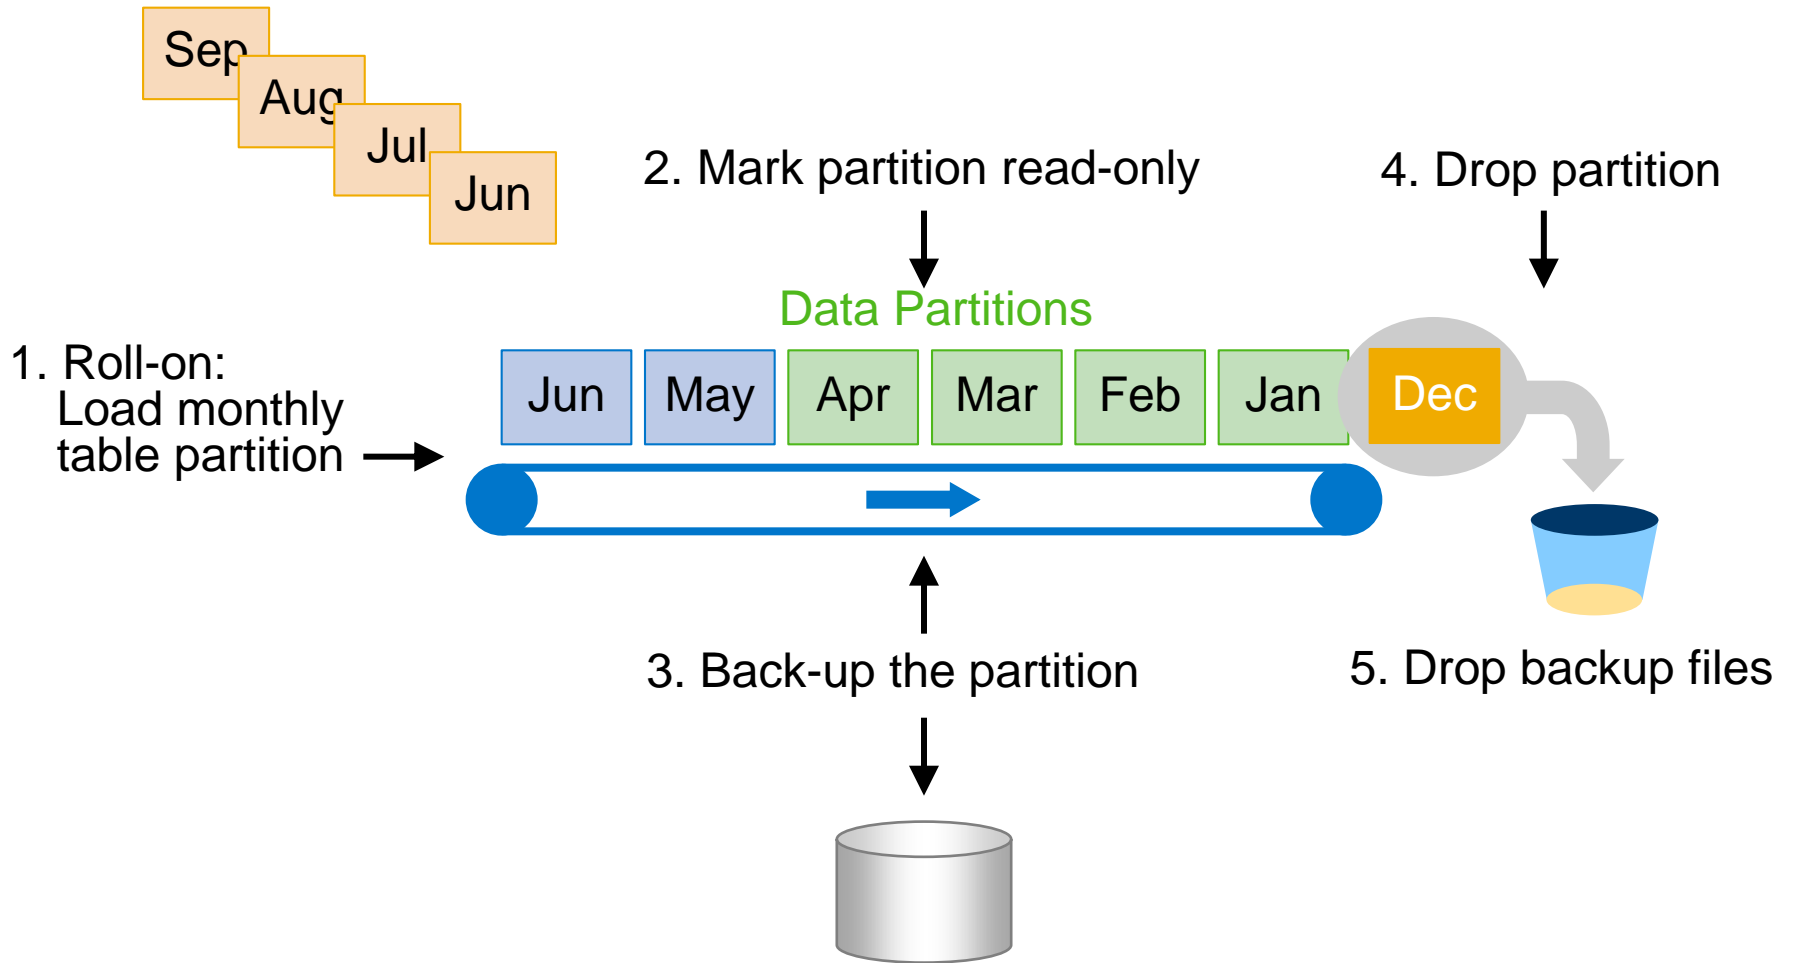 Sep
Aug
Jul
Jun
2. Mark partition read-only
4. Drop partition
Data Partitions
1. Roll-on:
Load monthly
table partition
Jun May Apr Mar Feb Jan Dec
3. Back-up the partition
5. Drop backup files